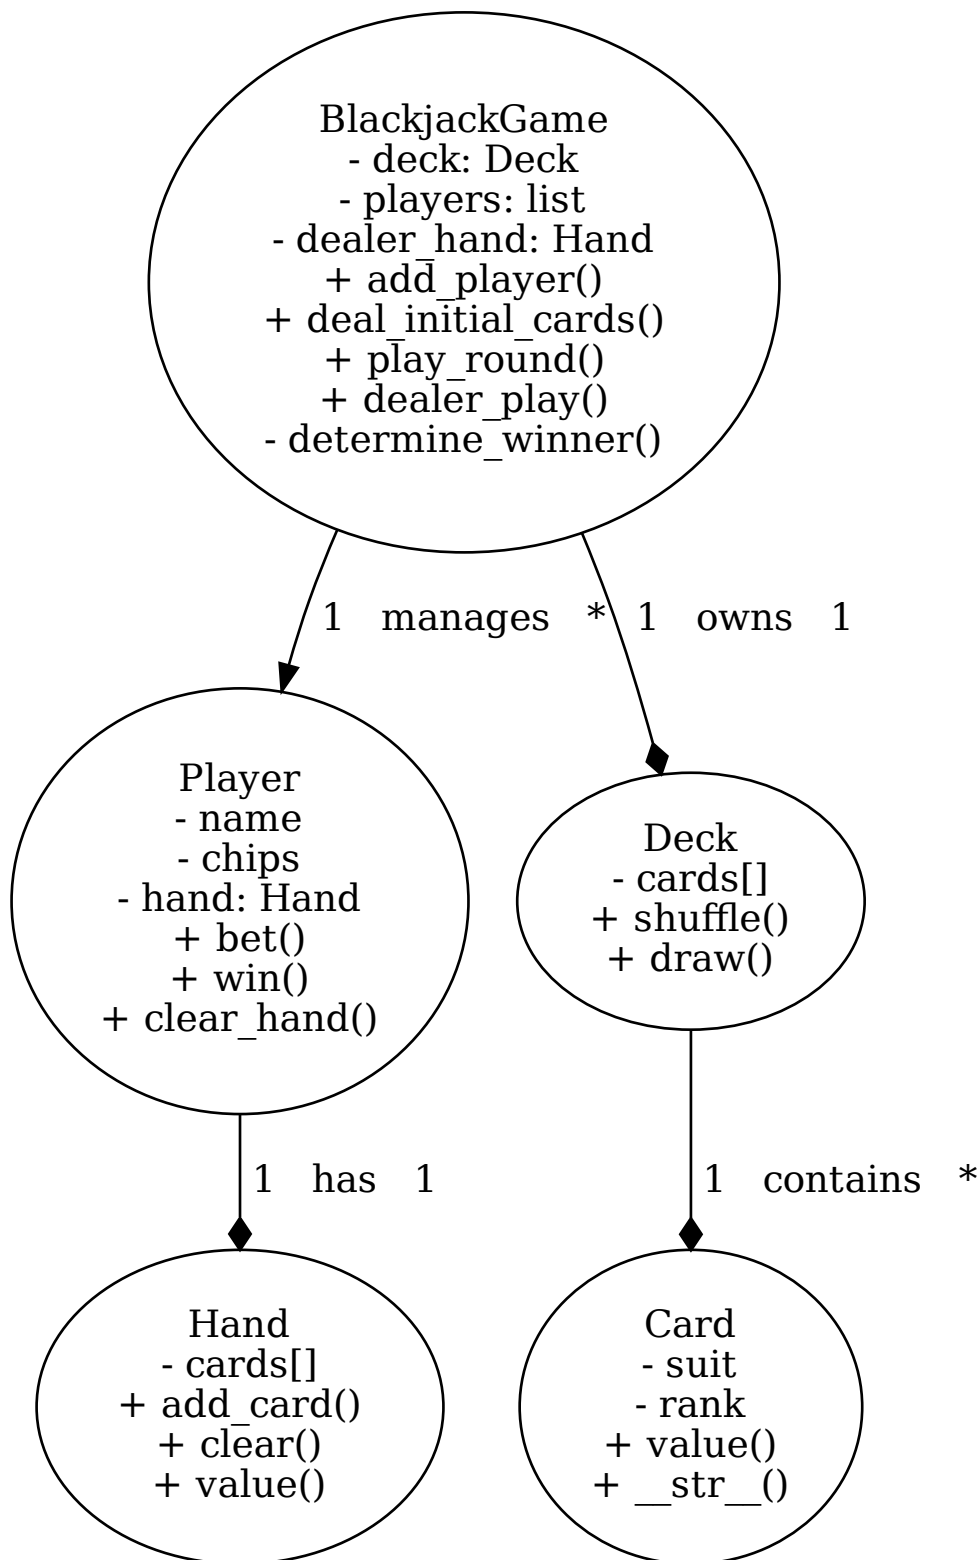 BlackjackGame
- deck: Deck
- players: list
- dealer_hand: Hand
+ add_player()
+ deal_initial_cards()
+ play_round()
+ dealer_play()
- determine_winner()
1 manages *
1 owns 1
Player
- name
- chips
- hand: Hand
+ bet()
+ win()
+ clear_hand()
Deck
- cards[]
+ shuffle()
+ draw()
1 has 1
1 contains *
Hand
- cards[]
+ add_card()
+ clear()
+ value()
Card
- suit
- rank
+ value()
+ __str__()